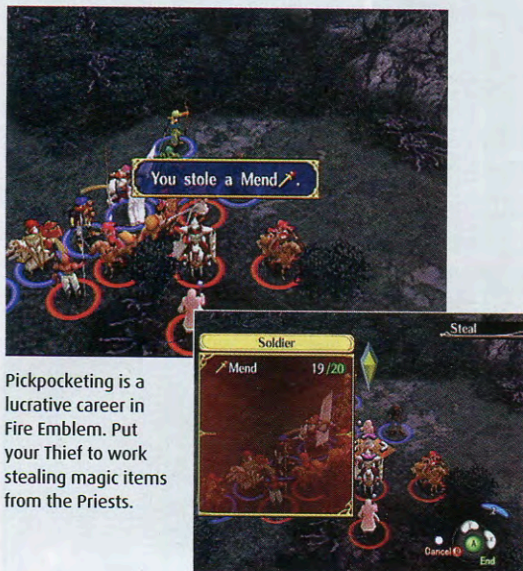 You stole a Mend.
Soldier
Mend 19/20
Steal
Pickpocketing is a
lucrative career in
Fire Emblem. Put
your Thief to work
stealing magic items
from the Priests.
Cancel B
A
End